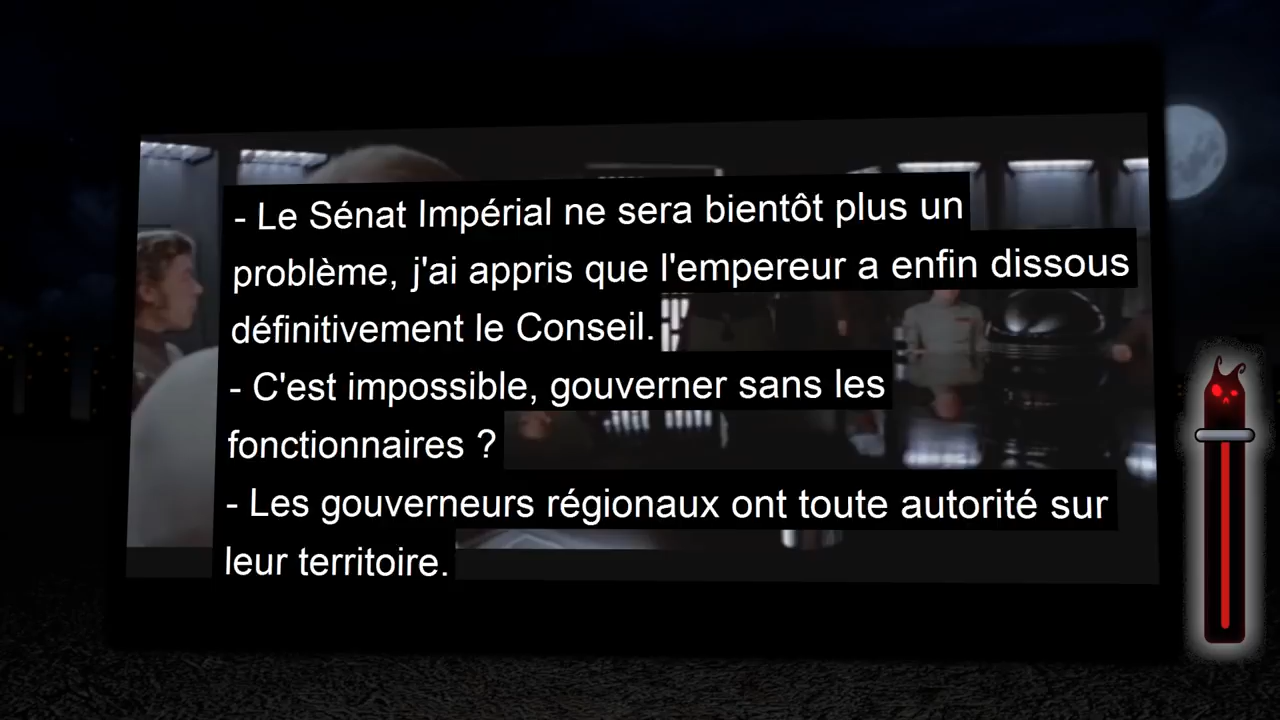 - Le Sénat Impérial ne sera bientôt plus un
problème, j'ai appris que l'empereur a enfin dissous
définitivement le Conseil.
- C'est impossible, gouverner sans les
fonctionnaires ?
- Les gouverneurs régionaux ont toute autorité sur
leur territoire.